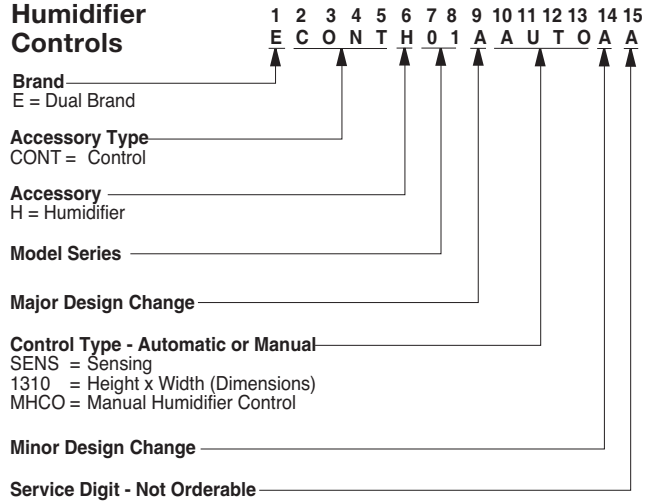 Humidifier
Controls
1 2 3 4 5 6 7 8 9 10 11 12 13 14 15
E C O N T H 0 1 A A U T O A A
Brand
E = Dual Brand
Accessory Type
CONT = Control
Accessory
H = Humidifier
Model Series
Major Design Change
Control Type - Automatic or Manual
SENS = Sensing
1310 = Height x Width (Dimensions)
MHCO = Manual Humidifier Control
Minor Design Change
Service Digit - Not Orderable